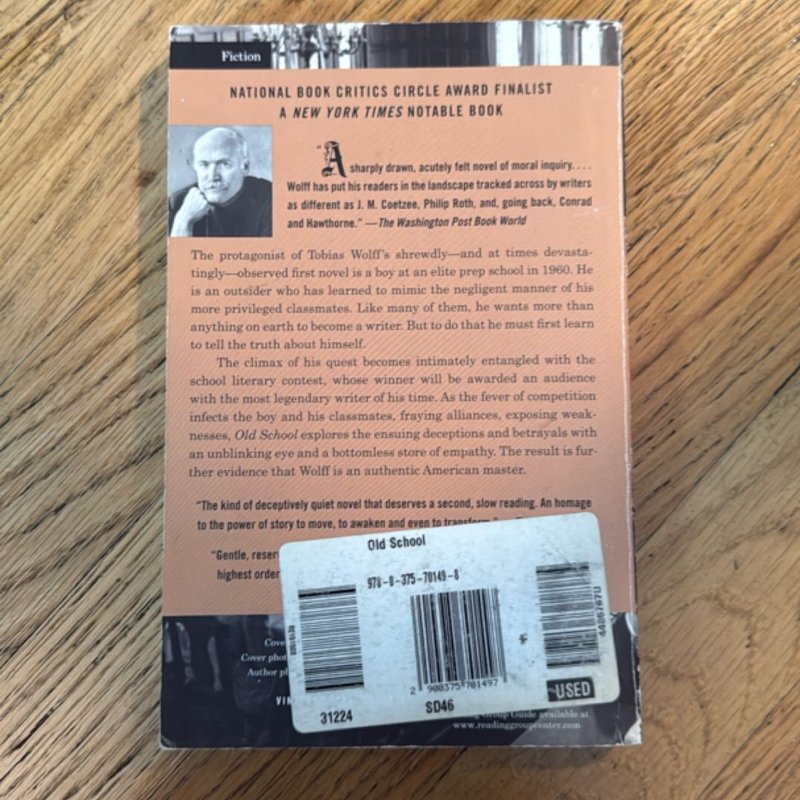 Fiction
NATIONAL BOOK CRITICS CIRCLE AWARD FINALIST
A NEW YORK TIMES NOTABLE BOOK
"A sharply drawn, acutely felt novel of moral inquiry. . . .
Wolff has put his readers in the landscape tracked across by writers
as different as J. M. Coetzee, Philip Roth, and, going back, Conrad
and Hawthorne." —The Washington Post Book World
The protagonist of Tobias Wolff's shrewdly—and at times devasta-
tingly—observed first novel is a boy at an elite prep school in 1960. He
is an outsider who has learned to mimic the negligent manner of his
more privileged classmates. Like many of them, he wants more than
anything on earth to become a writer. But to do that he must first learn
to tell the truth about himself.
The climax of his quest becomes intimately entangled with the
school literary contest, whose winner will be awarded an audience
with the most legendary writer of his time. As the fever of competition
infects the boy and his classmates, fraying alliances, exposing weak-
nesses, Old School explores the ensuing deceptions and betrayals with
an unblinking eye and a bottomless store of empathy. The result is fur-
ther evidence that Wolff is an authentic American master.
"The kind of deceptively quiet novel that deserves a second, slow reading. An homage
to the power of story to move, to awaken and even to transform."
"Gentle,
highest
Old School
978-0-375-70149-8
2 900375 701497
USED
31224
SD46
Cover
Author
Group Guide available at
www.readinggroupcenter.com